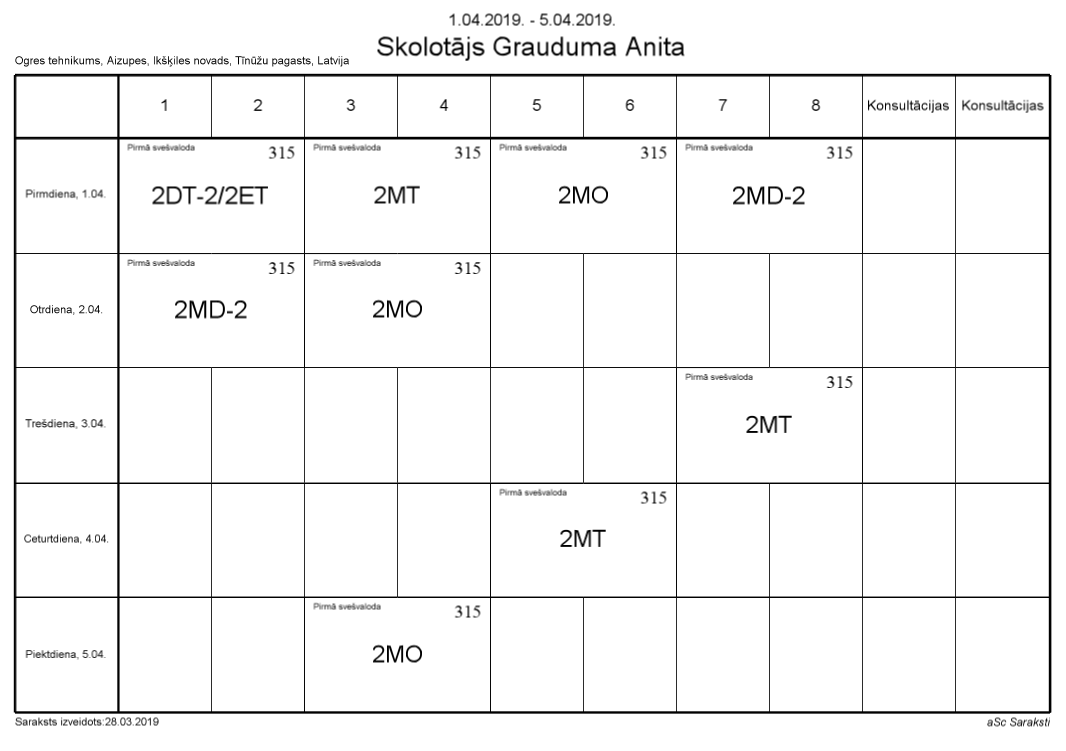 1.04.2019. - 5.04.2019.
Skolotājs Grauduma Anita
Ogres tehnikums, Aizupes, Ikšķiles novads, Tīnūžu pagasts, Latvija
1 2 3 4 5 6 7 8 Konsultācijas Konsultācijas
Pirmā svešvaloda 315 Pirmā svešvaloda 315 Pirmā svešvaloda 315 Pirmā svešvaloda 315
Pirmdiena, 1.04. 2DT-2/2ET 2MT 2MO 2MD-2
Pirmā svešvaloda 315 Pirmā svešvaloda 315
Otrdiena, 2.04. 2MD-2 2MO
Pirmā svešvaloda 315
Trešdiena, 3.04. 2MT
Pirmā svešvaloda 315
Ceturtdiena, 4.04. 2MT
Pirmā svešvaloda 315
Piektdiena, 5.04. 2MO
Saraksts izveidots:28.03.2019 aSc Saraksti